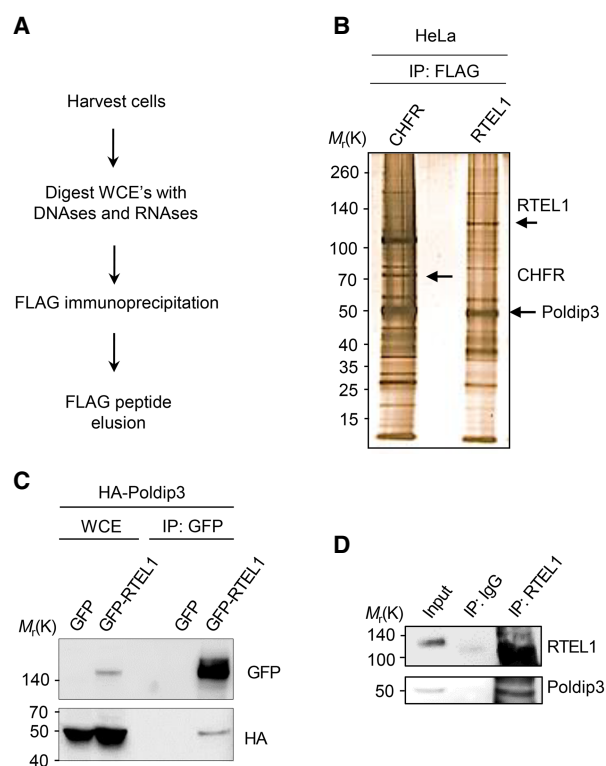 A
Harvest cells
Digest WCE's with
DNAses and RNAses
FLAG immunoprecipitation
FLAG peptide
elusion
B
HeLa
IP: FLAG
Mr(K)
CHFR
RTEL1
260
140
100
70
50
40
35
25
15
RTEL1
CHFR
Poldip3
C
HA-Poldip3
WCE
IP: GFP
Mr(K)
GFP
GFP-RTEL1
GFP
GFP-RTEL1
140
GFP
70
50
40
HA
D
Mr(K)
Input
IP: IgG
IP: RTEL1
140
100
RTEL1
50
Poldip3